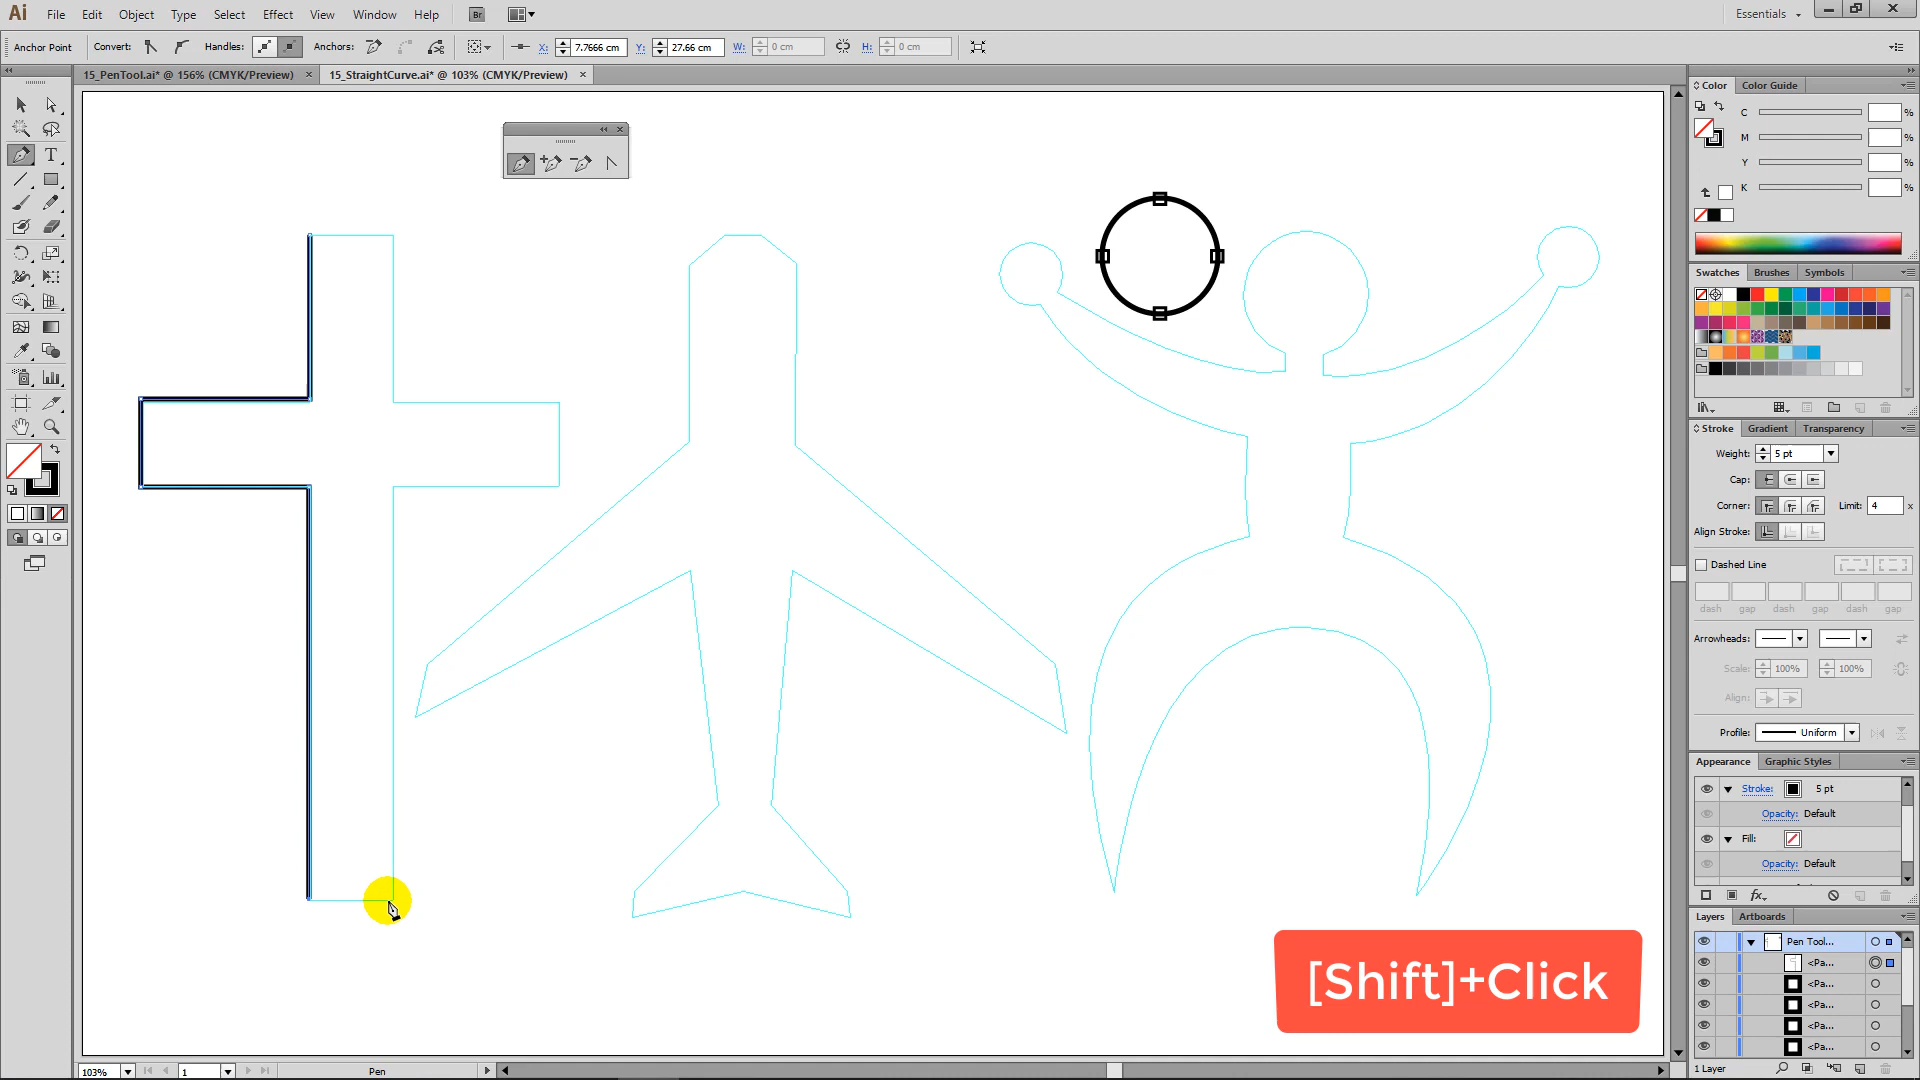 Ai File Edit Object Type Select Effect View Window Help Br Essentials
Anchor Point Convert: Handles: Anchors: X: 7.7666 cm Y: 27.66 cm W: 0 cm H: 0 cm
15_PenTool.ai* @ 156% (CMYK/Preview) × 15_StraightCurve.ai* @ 103% (CMYK/Preview) ×
Color Color Guide
C %
M %
Y %
K %
Swatches Brushes Symbols
Stroke Gradient Transparency
Weight: 5 pt
Cap:
Corner: Limit: 4 x
Align Stroke:
Dashed Line
dash gap dash gap dash gap
Arrowheads:
Scale: 100% 100%
Align:
Profile: Uniform
Appearance Graphic Styles
Stroke: 5 pt
Opacity: Default
Fill:
Opacity: Default
fx
Layers Artboards
Pen Tool...
<Pa...
<Pa...
<Pa...
<Pa...
<Pa...
1 Layer
[Shift]+Click
103% 1 Pen